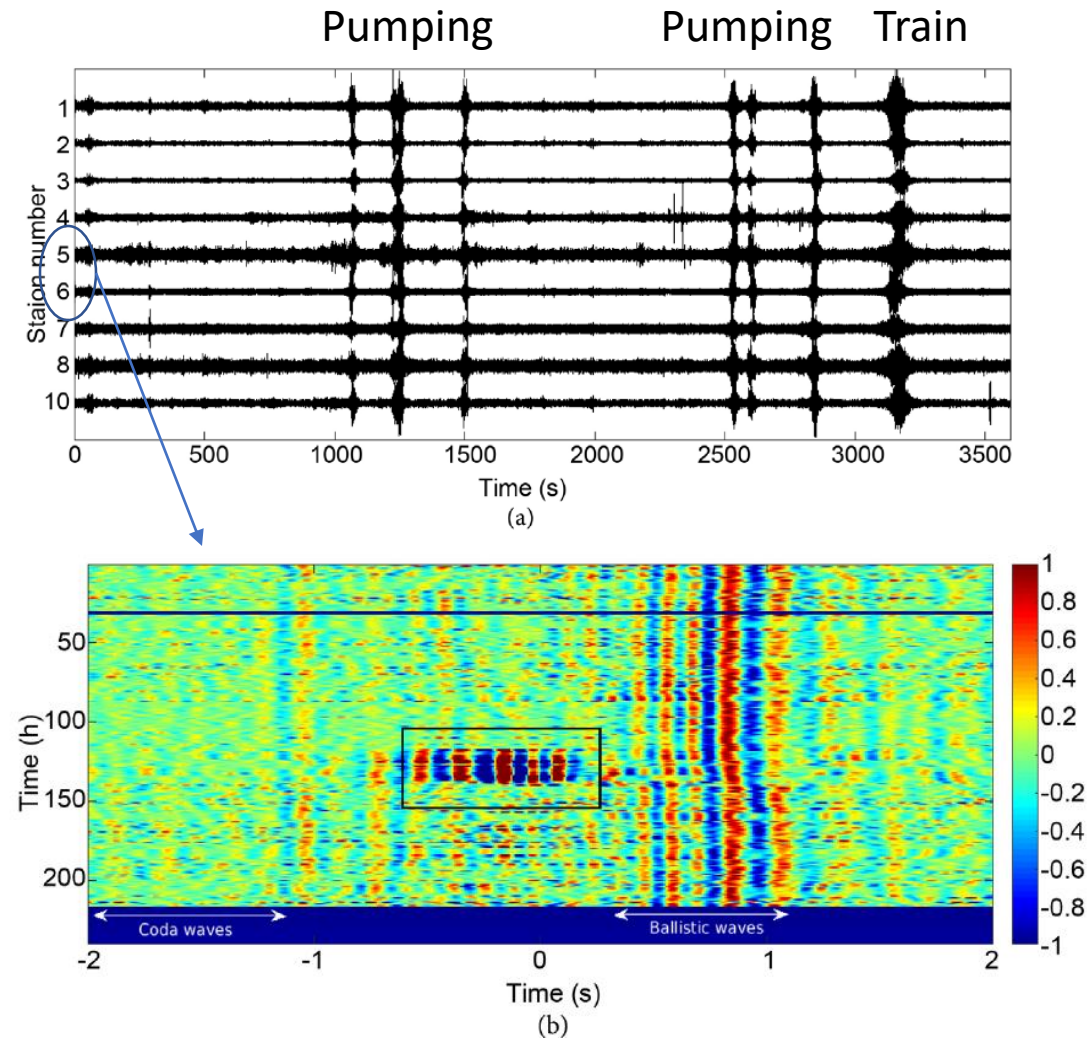 Pumping Pumping Train
1
2
3
4
5
6
7
8
10
Staion number
0 500 1000 1500 2000 2500 3000 3500
Time (s)
(a)
50
100
150
200
Time (h)
Coda waves Ballistic waves
-2 -1 0 1 2
Time (s)
(b)
1
0.8
0.6
0.4
0.2
0
-0.2
-0.4
-0.6
-0.8
-1